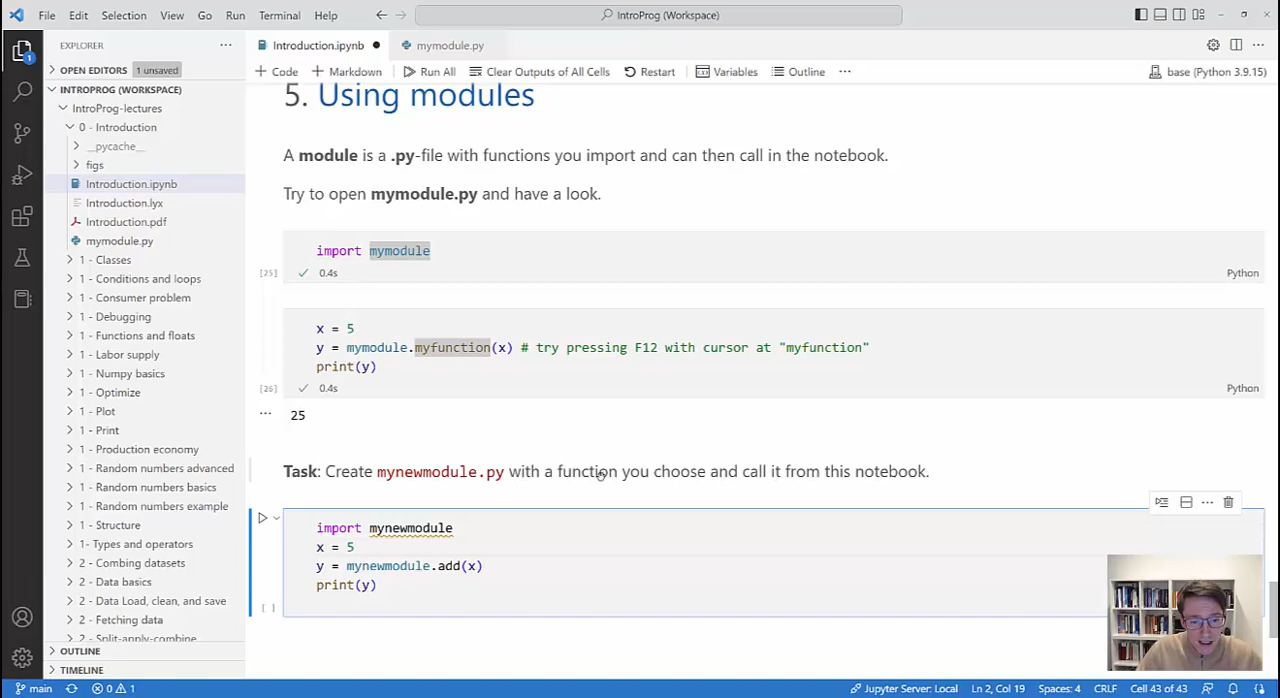 File Edit Selection View Go Run Terminal Help IntroProg (Workspace)
EXPLORER
Introduction.ipynb mymodule.py
OPEN EDITORS 1 unsaved
Code Markdown Run All Clear Outputs of All Cells Restart Variables Outline base (Python 3.9.15)
INTROPROG (WORKSPACE)
IntroProg-lectures
0 - Introduction
__pycache__
figs
Introduction.ipynb
Introduction.lyx
Introduction.pdf
mymodule.py
1 - Classes
1 - Conditions and loops
1 - Consumer problem
1 - Debugging
1 - Functions and floats
1 - Labor supply
1 - Numpy basics
1 - Optimize
1 - Plot
1 - Print
1 - Production economy
1 - Random numbers advanced
1 - Random numbers basics
1 - Random numbers example
1 - Structure
1- Types and operators
2 - Combing datasets
2 - Data basics
2 - Data Load, clean, and save
2 - Fetching data
2 - Split-apply-combine
OUTLINE
TIMELINE
5. Using modules
A module is a .py-file with functions you import and can then call in the notebook.
Try to open mymodule.py and have a look.
import mymodule
[25] 0.4s Python
x = 5
y = mymodule.myfunction(x) # try pressing F12 with cursor at "myfunction"
print(y)
[26] 0.4s Python
25
Task: Create mynewmodule.py with a function you choose and call it from this notebook.
import mynewmodule
x = 5
y = mynewmodule.add(x)
print(y)
[ ]
main 0 1 Jupyter Server: Local Ln 2, Col 19 Spaces: 4 CRLF Cell 43 of 43